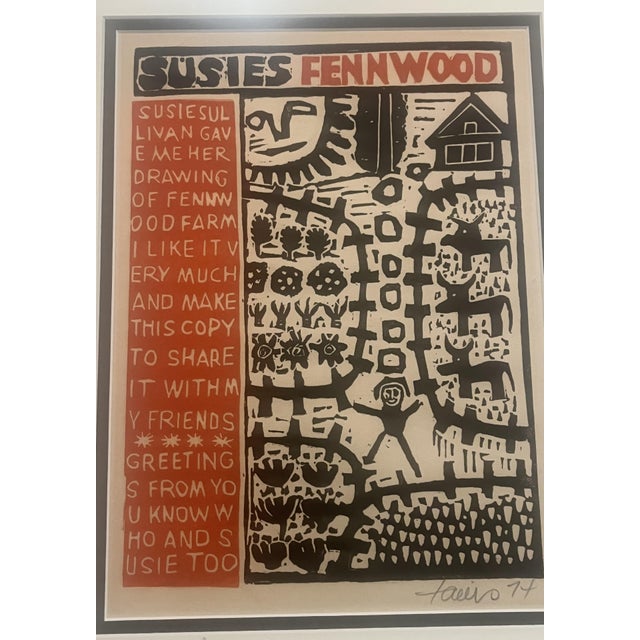 SUSIES FENNWOOD
SUSIESUL
LIVAN GAV
E ME HER
DRAWING
OF FENNW
OOD FARM
I LIKE IT V
ERY MUCH
AND MAKE
THIS COPY
TO SHARE
IT WITH M
Y FRIENDS
****
GREETING
S FROM YO
U KNOW W
HO AND S
USIE TOO